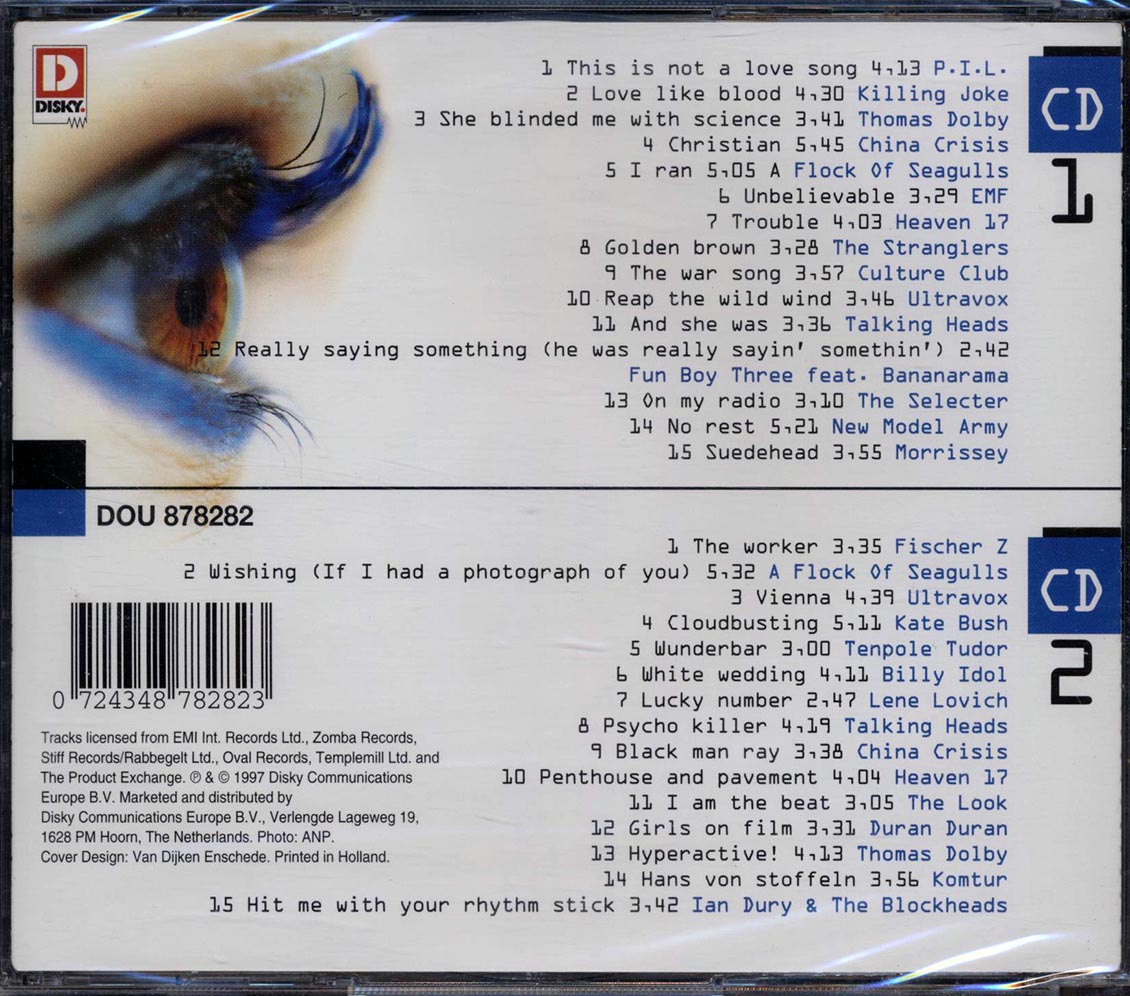 D
DISKY.
1 This is not a love song 4,13 P.I.L.
2 Love like blood 4,30 Killing Joke
3 She blinded me with science 3,41 Thomas Dolby
4 Christian 5,45 China Crisis
5 I ran 5,05 A Flock Of Seagulls
6 Unbelievable 3,29 EMF
7 Trouble 4,03 Heaven 17
8 Golden brown 3,28 The Stranglers
9 The war song 3,57 Culture Club
10 Reap the wild wind 3,46 Ultravox
11 And she was 3,36 Talking Heads
12 Really saying something (he was really sayin' somethin') 2,42
Fun Boy Three feat. Bananarama
13 On my radio 3,10 The Selecter
14 No rest 5,21 New Model Army
15 Suedehead 3,55 Morrissey
CD
1
DOU 878282
1 The worker 3,35 Fischer Z
2 Wishing (If I had a photograph of you) 5,32 A Flock Of Seagulls
3 Vienna 4,39 Ultravox
4 Cloudbusting 5,11 Kate Bush
5 Wunderbar 3,00 Tenpole Tudor
6 White wedding 4,11 Billy Idol
7 Lucky number 2,47 Lene Lovich
8 Psycho killer 4,19 Talking Heads
9 Black man ray 3,38 China Crisis
10 Penthouse and pavement 4,04 Heaven 17
11 I am the beat 3,05 The Look
12 Girls on film 3,31 Duran Duran
13 Hyperactive! 4,13 Thomas Dolby
14 Hans von stoffeln 3,56 Komtur
15 Hit me with your rhythm stick 3,42 Ian Dury & The Blockheads
CD
2
0 724348 782823
Tracks licensed from EMI Int. Records Ltd., Zomba Records,
Stiff Records/Rabbegelt Ltd., Oval Records, Templemill Ltd. and
The Product Exchange. ℗ & © 1997 Disky Communications
Europe B.V. Marketed and distributed by
Disky Communications Europe B.V., Verlengde Lageweg 19,
1628 PM Hoorn, The Netherlands. Photo: ANP.
Cover Design: Van Dijken Enschede. Printed in Holland.